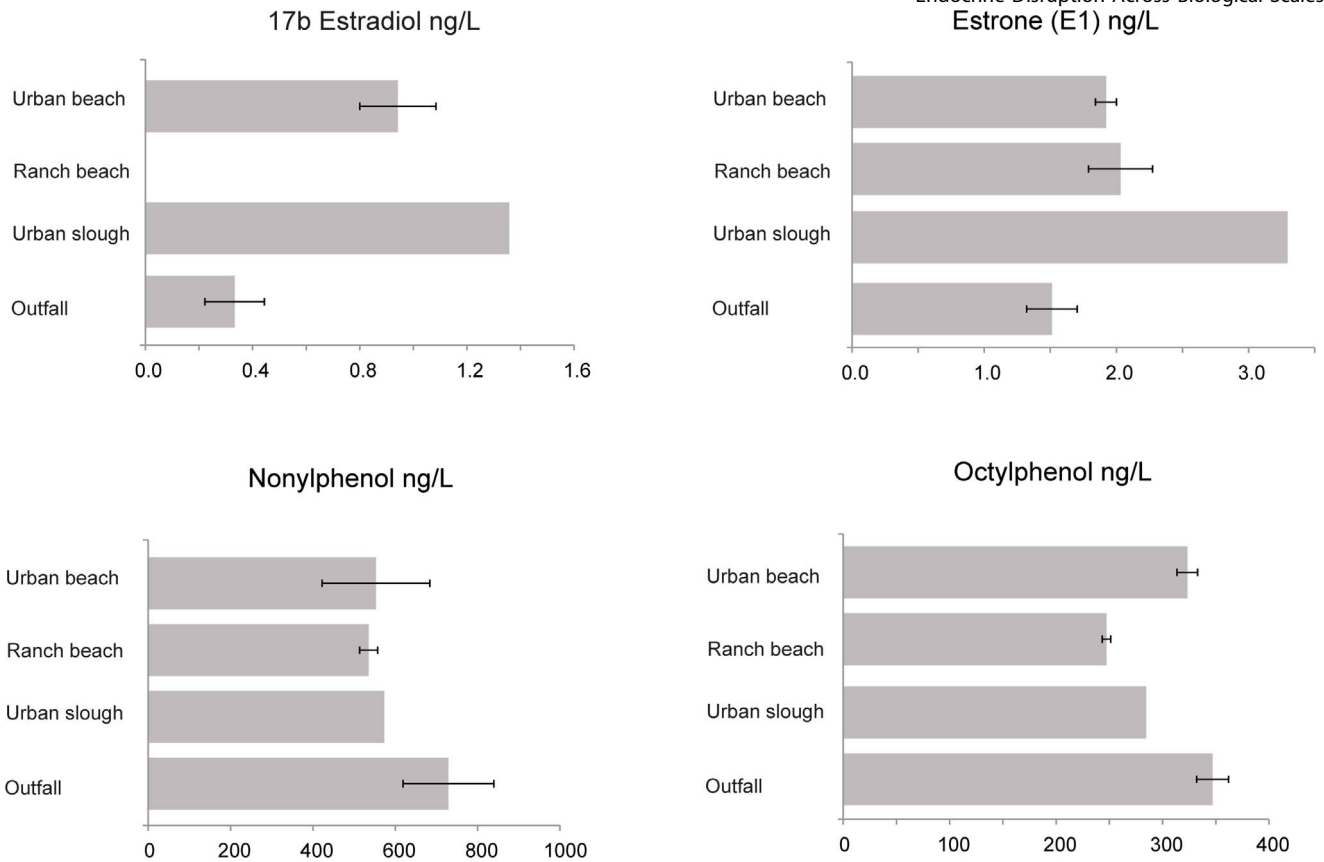 Endocrine Disruption Across Biological Scales
17b Estradiol ng/L
Urban beach
Ranch beach
Urban slough
Outfall
0.0 0.4 0.8 1.2 1.6
Estrone (E1) ng/L
Urban beach
Ranch beach
Urban slough
Outfall
0.0 1.0 2.0 3.0
Nonylphenol ng/L
Urban beach
Ranch beach
Urban slough
Outfall
0 200 400 600 800 1000
Octylphenol ng/L
Urban beach
Ranch beach
Urban slough
Outfall
0 100 200 300 400